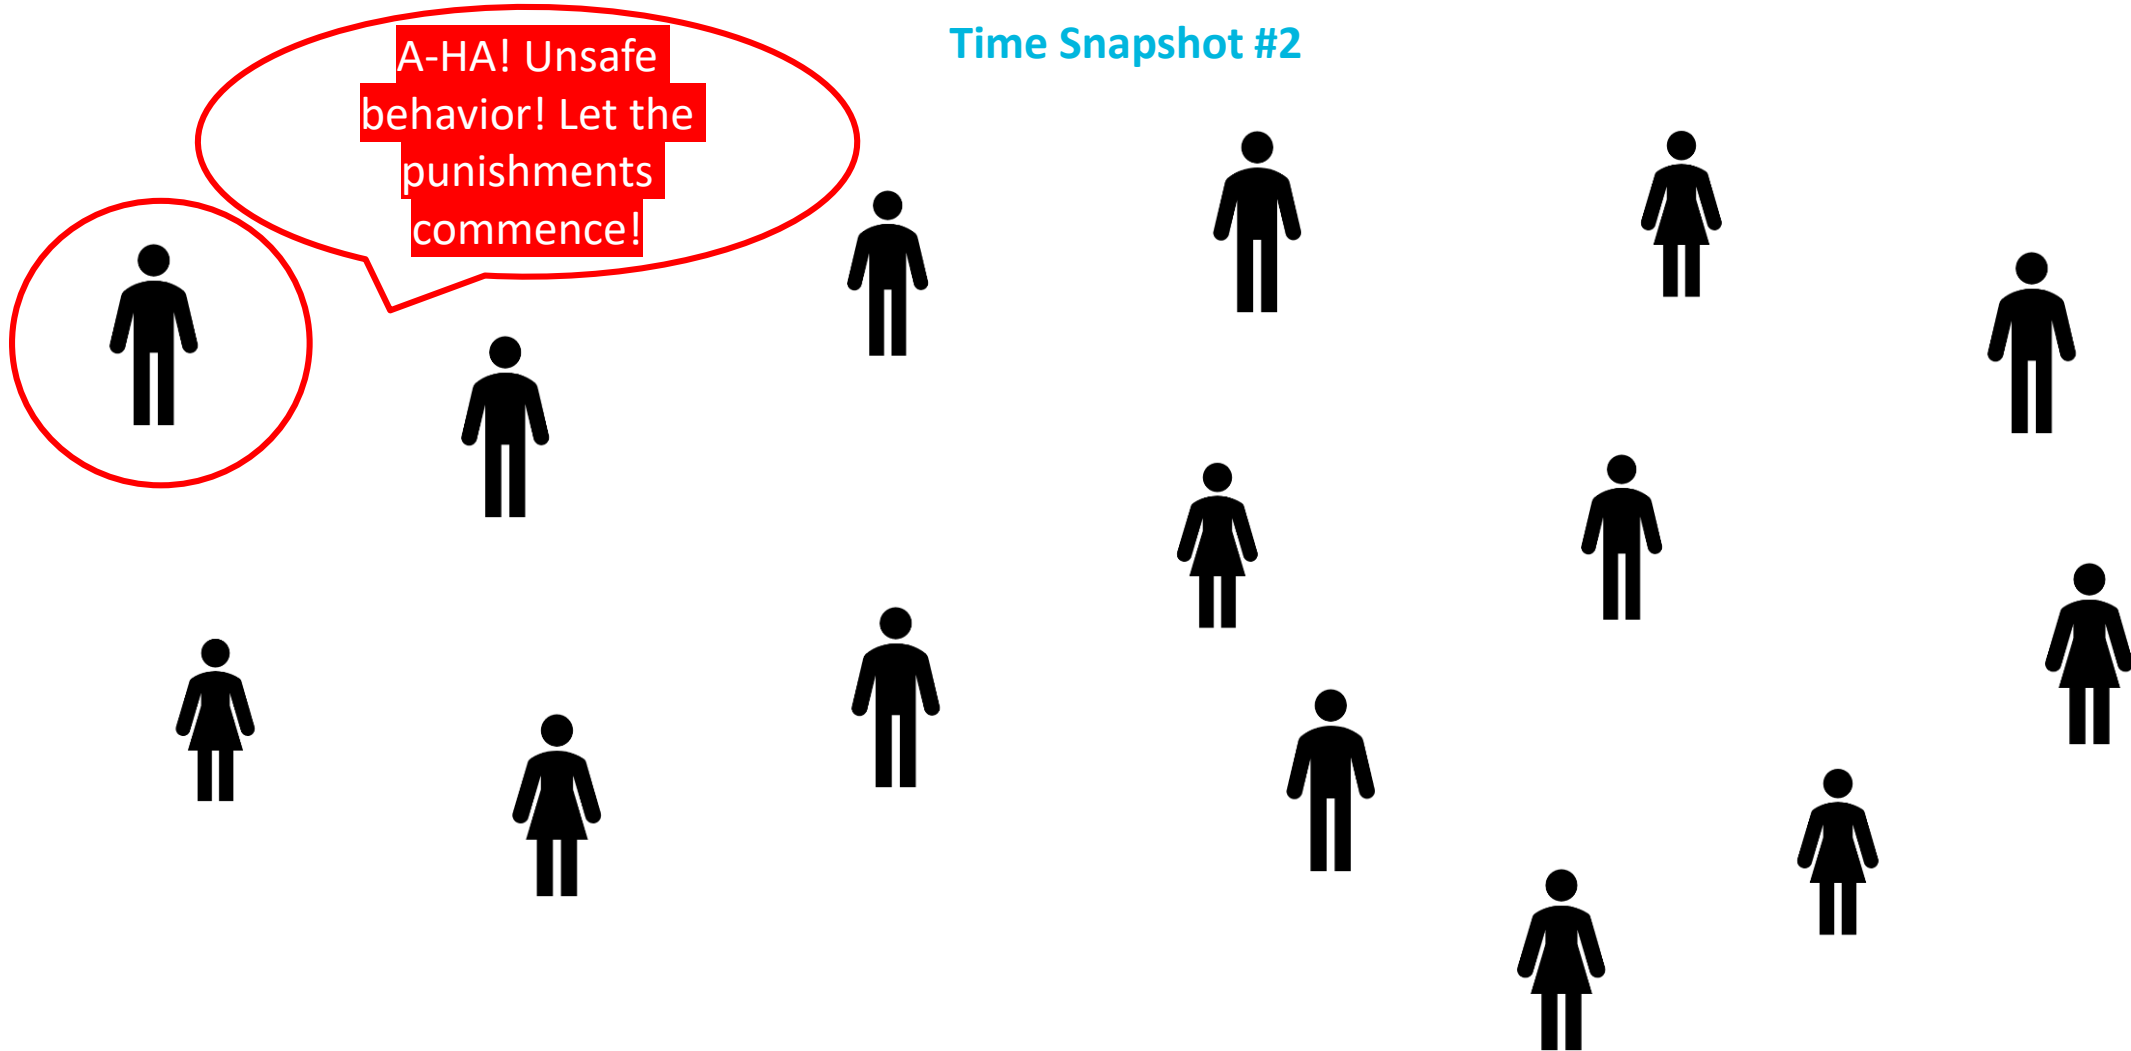 Time Snapshot #2
A-HA! Unsafe
behavior! Let the
punishments
commence!